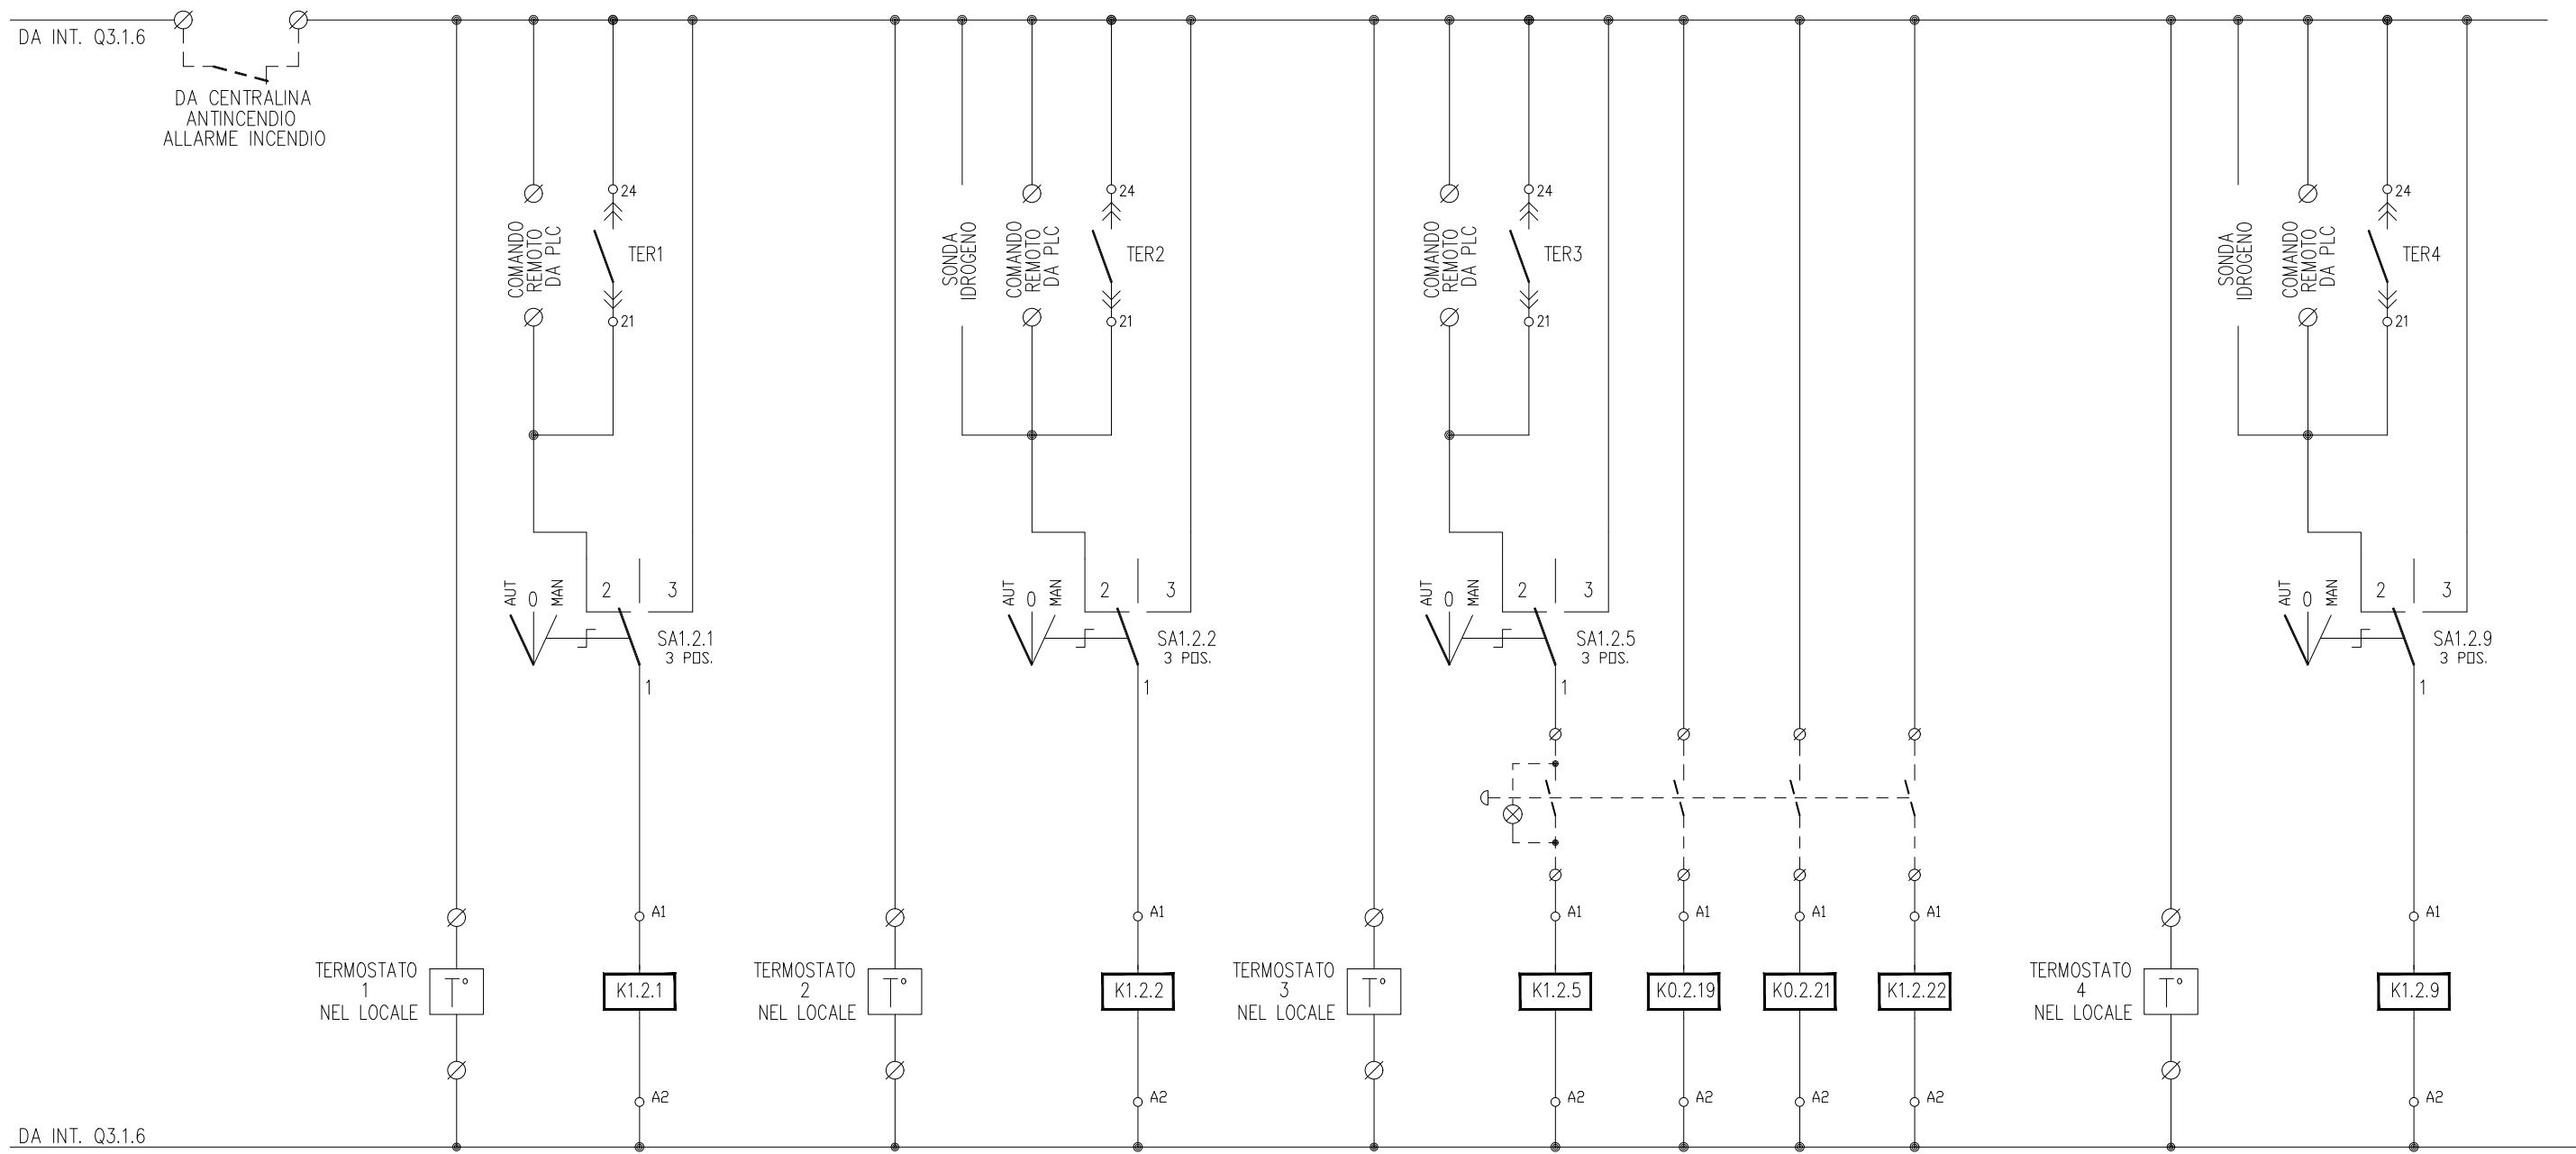 DA INT. Q3.1.6
DA CENTRALINA
ANTINCENDIO
ALLARME INCENDIO
TERMOSTATO
1
NEL LOCALE
T°
COMANDO
REMOTO
DA PLC
24
TER1
21
AUT
0
MAN
2
3
SA1.2.1
3 POS.
1
A1
K1.2.1
A2
TERMOSTATO
2
NEL LOCALE
T°
SONDA
IDROGENO
COMANDO
REMOTO
DA PLC
24
TER2
21
AUT
0
MAN
2
3
SA1.2.2
3 POS.
1
A1
K1.2.2
A2
TERMOSTATO
3
NEL LOCALE
T°
COMANDO
REMOTO
DA PLC
24
TER3
21
AUT
0
MAN
2
3
SA1.2.5
3 POS.
1
A1
K1.2.5
A2
A1
K0.2.19
A2
A1
K0.2.21
A2
A1
K1.2.22
A2
TERMOSTATO
4
NEL LOCALE
T°
SONDA
IDROGENO
COMANDO
REMOTO
DA PLC
24
TER4
21
AUT
0
MAN
2
3
SA1.2.9
3 POS.
1
A1
K1.2.9
A2
DA INT. Q3.1.6